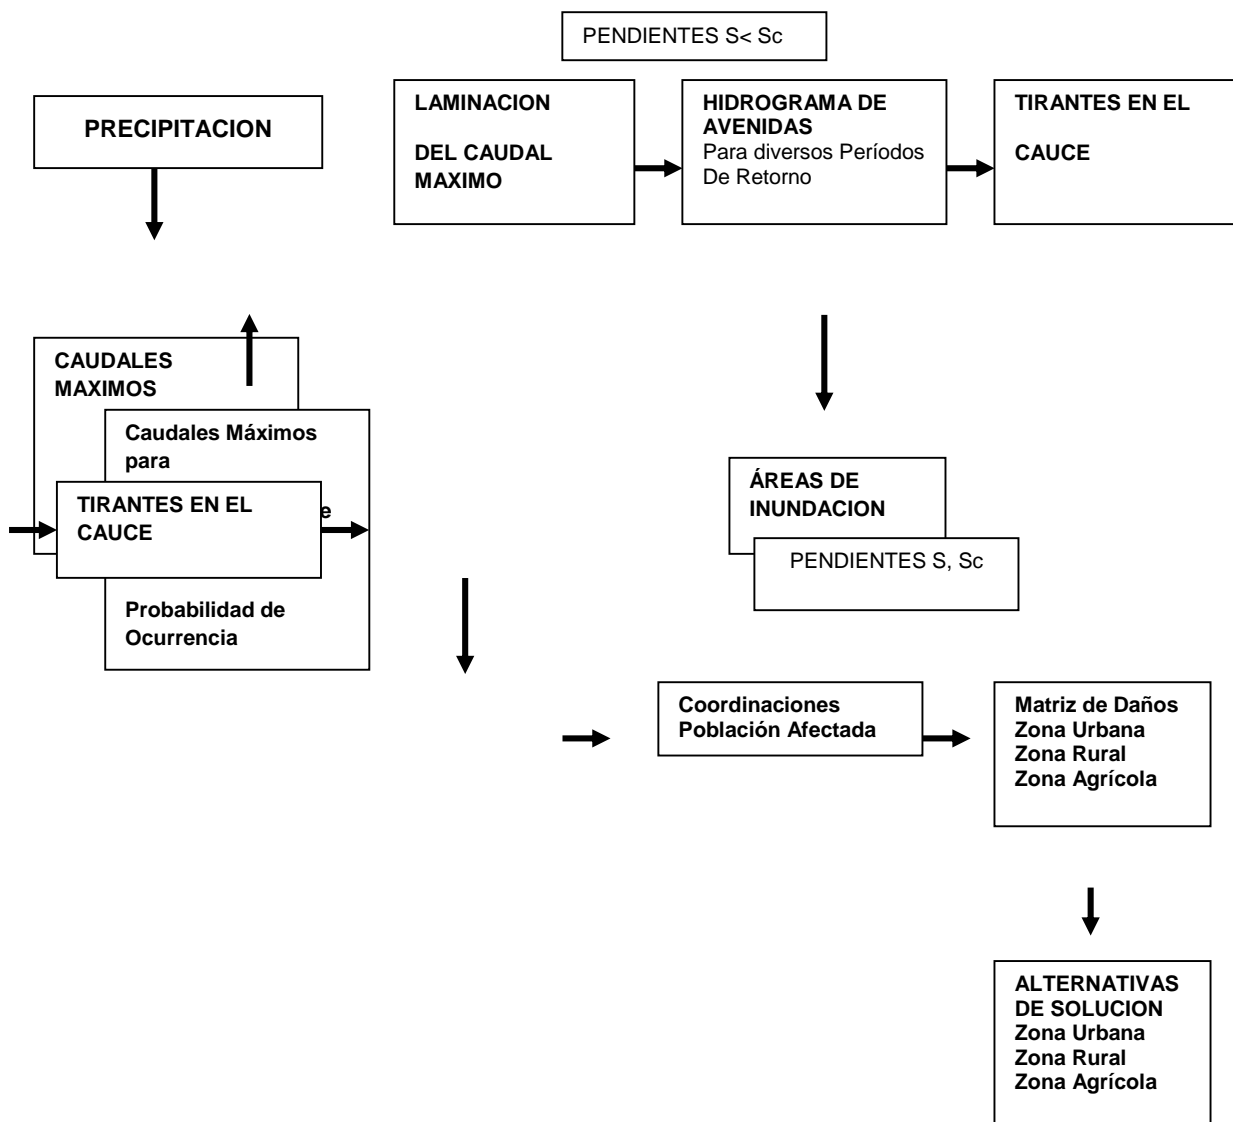 PENDIENTES S< Sc
PRECIPITACION
LAMINACION
DEL CAUDAL
MAXIMO
HIDROGRAMA DE
AVENIDAS
Para diversos Períodos
De Retorno
TIRANTES EN EL
CAUCE
CAUDALES
MAXIMOS
Caudales Máximos
para
TIRANTES EN EL
CAUCE
Probabilidad de
Ocurrencia
ÁREAS DE
INUNDACION
PENDIENTES S, Sc
Coordinaciones
Población Afectada
Matriz de Daños
Zona Urbana
Zona Rural
Zona Agrícola
ALTERNATIVAS
DE SOLUCION
Zona Urbana
Zona Rural
Zona Agrícola